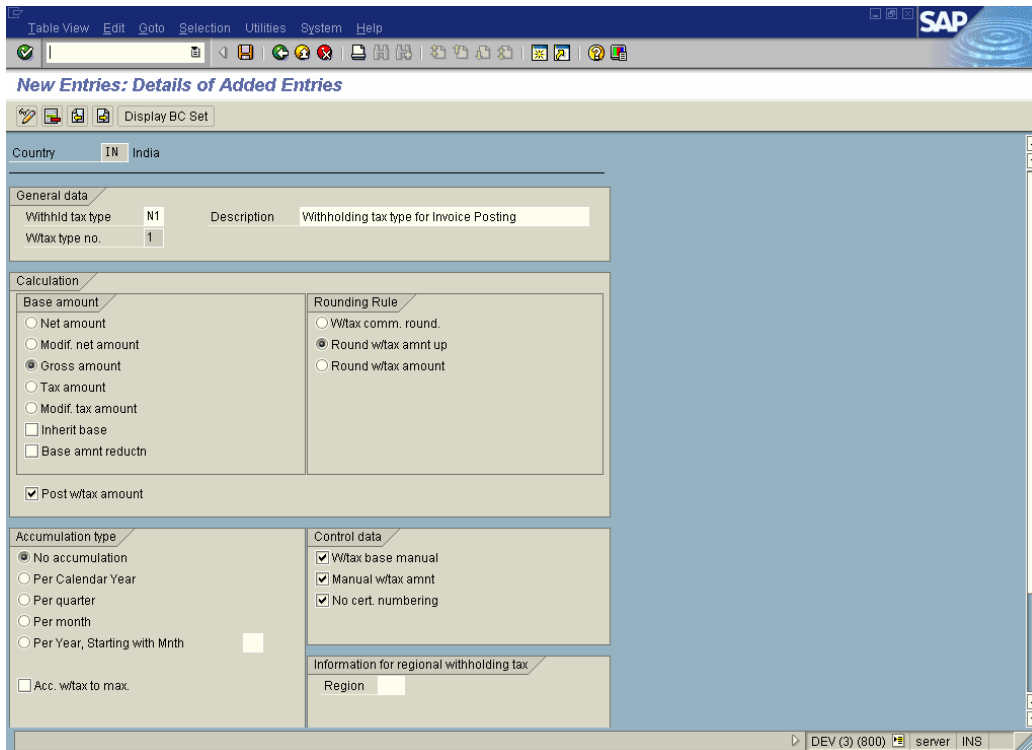 Table View Edit Goto Selection Utilities System Help
SAP
New Entries: Details of Added Entries
Display BC Set
Country IN India
General data
Withhld tax type N1 Description Withholding tax type for Invoice Posting
W/tax type no. 1
Calculation
Base amount
Net amount
Modif. net amount
Gross amount
Tax amount
Modif. tax amount
Inherit base
Base amnt reductn
Rounding Rule
W/tax comm. round.
Round w/tax amnt up
Round w/tax amount
Post w/tax amount
Accumulation type
No accumulation
Per Calendar Year
Per quarter
Per month
Per Year, Starting with Mnth
Acc. w/tax to max.
Control data
W/tax base manual
Manual w/tax amnt
No cert. numbering
Information for regional withholding tax
Region
DEV (3) (800) server INS